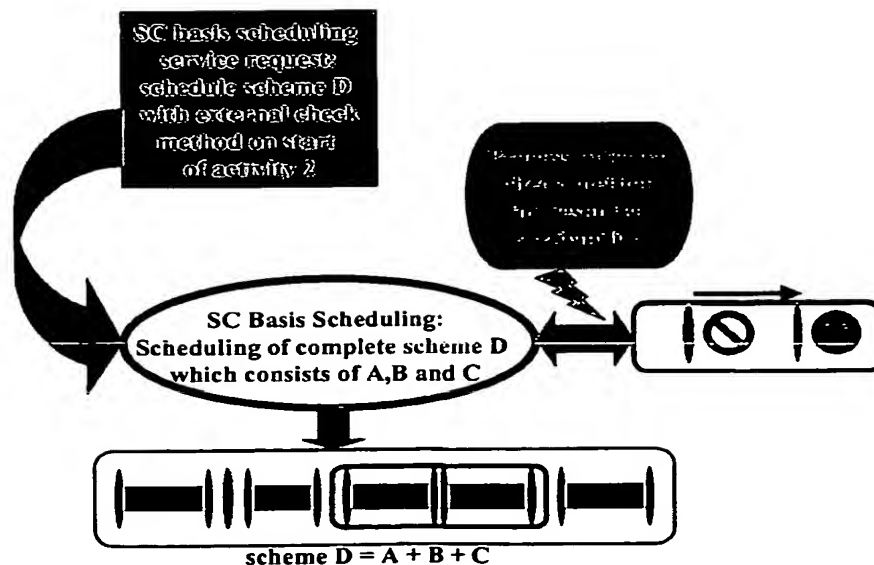 SC basis scheduling
service request:
schedule scheme D
with external check
method on start
of activity 2
SC Basis Scheduling:
Scheduling of complete scheme D
which consists of A,B and C
scheme D = A + B + C